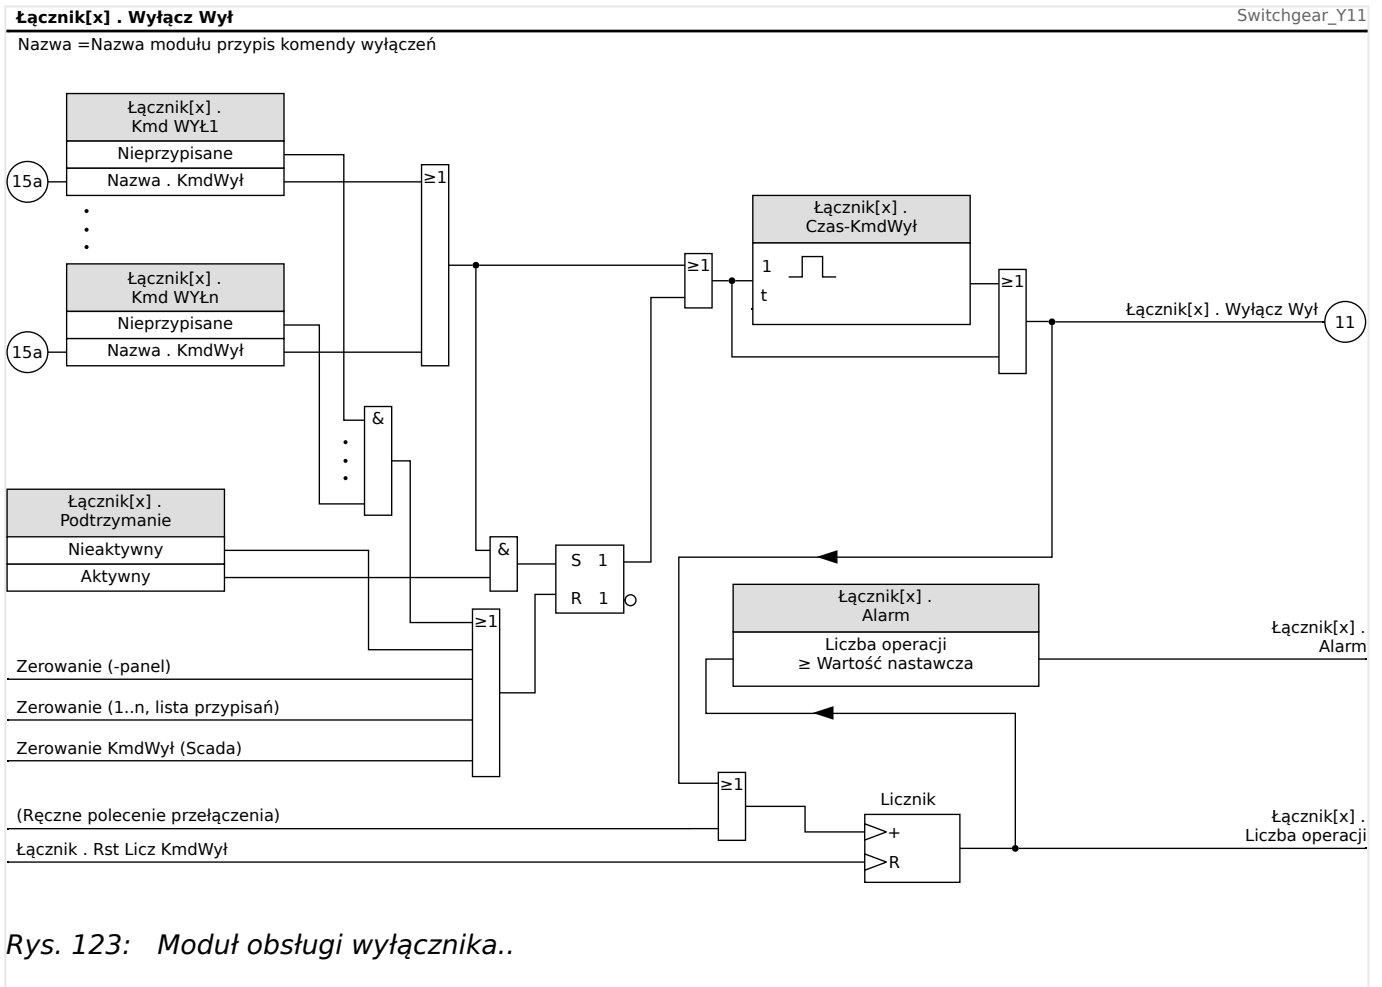 Łącznik[x] . Wyłącz Wył
Switchgear_Y11
Nazwa =Nazwa modułu przypis komendy wyłączeń
Łącznik[x] .
Kmd WYŁ1
Nieprzypisane
15a
Nazwa . KmdWył
≥1
Łącznik[x] .
Kmd WYŁn
Nieprzypisane
15a
Nazwa . KmdWył
≥1
Łącznik[x] .
Czas-KmdWył
1
t
≥1
Łącznik[x] . Wyłącz Wył
11
&
Łącznik[x] .
Podtrzymanie
Nieaktywny
Aktywny
&
S 1
R 1
≥1
Zerowanie (-panel)
Zerowanie (1..n, lista przypisań)
Zerowanie KmdWył (Scada)
Łącznik[x] .
Alarm
Liczba operacji
≥ Wartość nastawcza
Łącznik[x] .
Alarm
≥1
(Ręczne polecenie przełączenia)
Łącznik . Rst Licz KmdWył
Licznik
+
R
Łącznik[x] .
Liczba operacji
Rys. 123: Moduł obsługi wyłącznika..